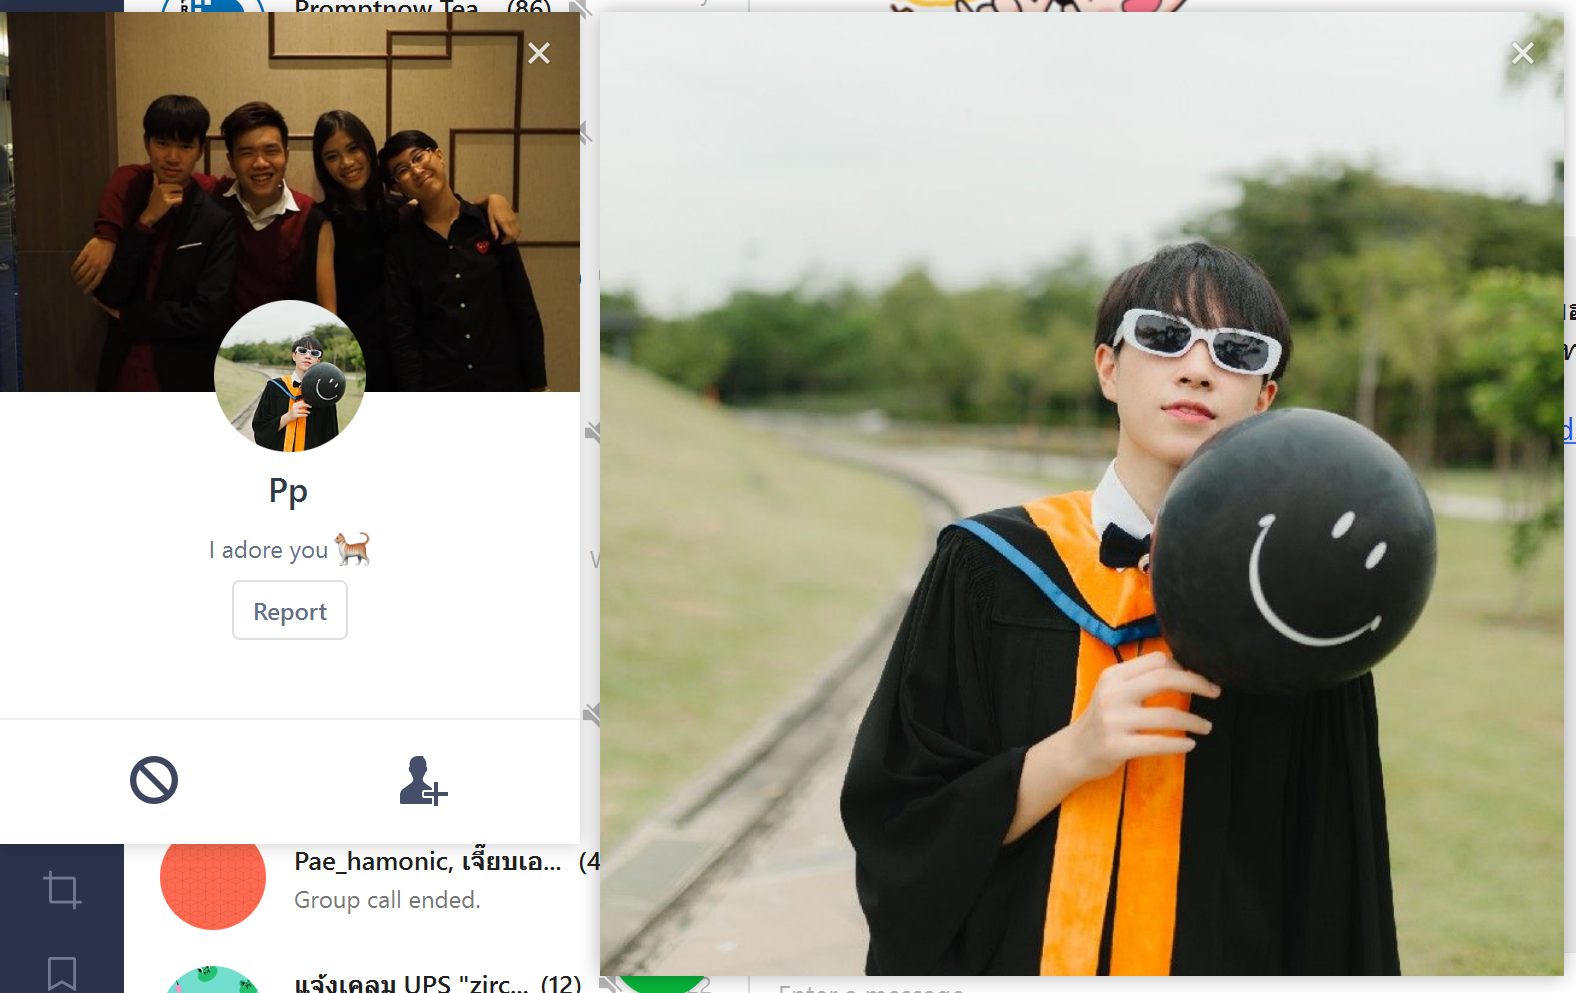 Promptnow Tea... (86)
Pp
I adore you
Report
Pae_hamonic, เจี๊ยบเอ... (4
Group call ended.
แจ้งเคลม UPS "zirc... (12)
Enter a message